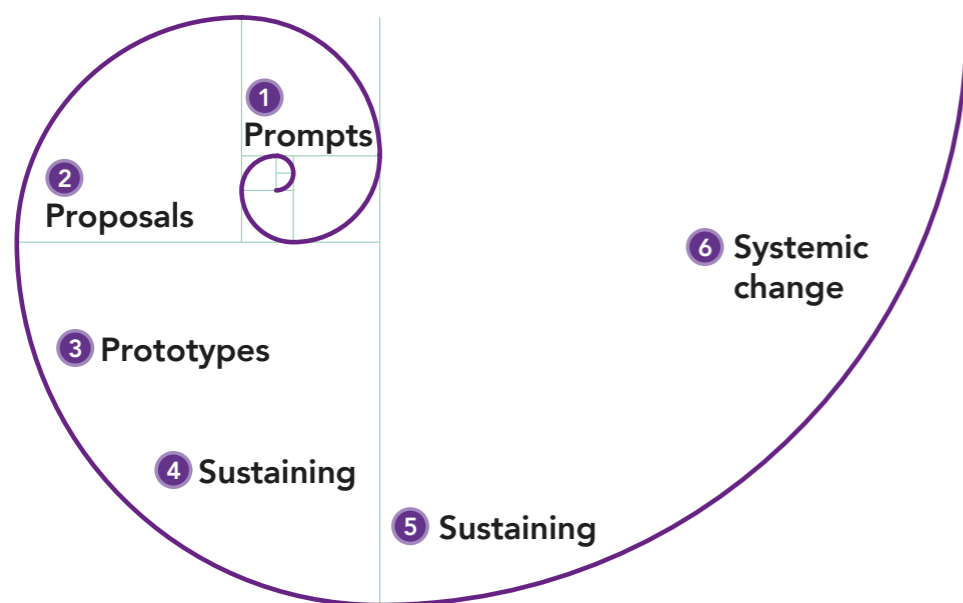 1
Prompts
2
Proposals
3 Prototypes
4 Sustaining
5 Sustaining
6 Systemic
change